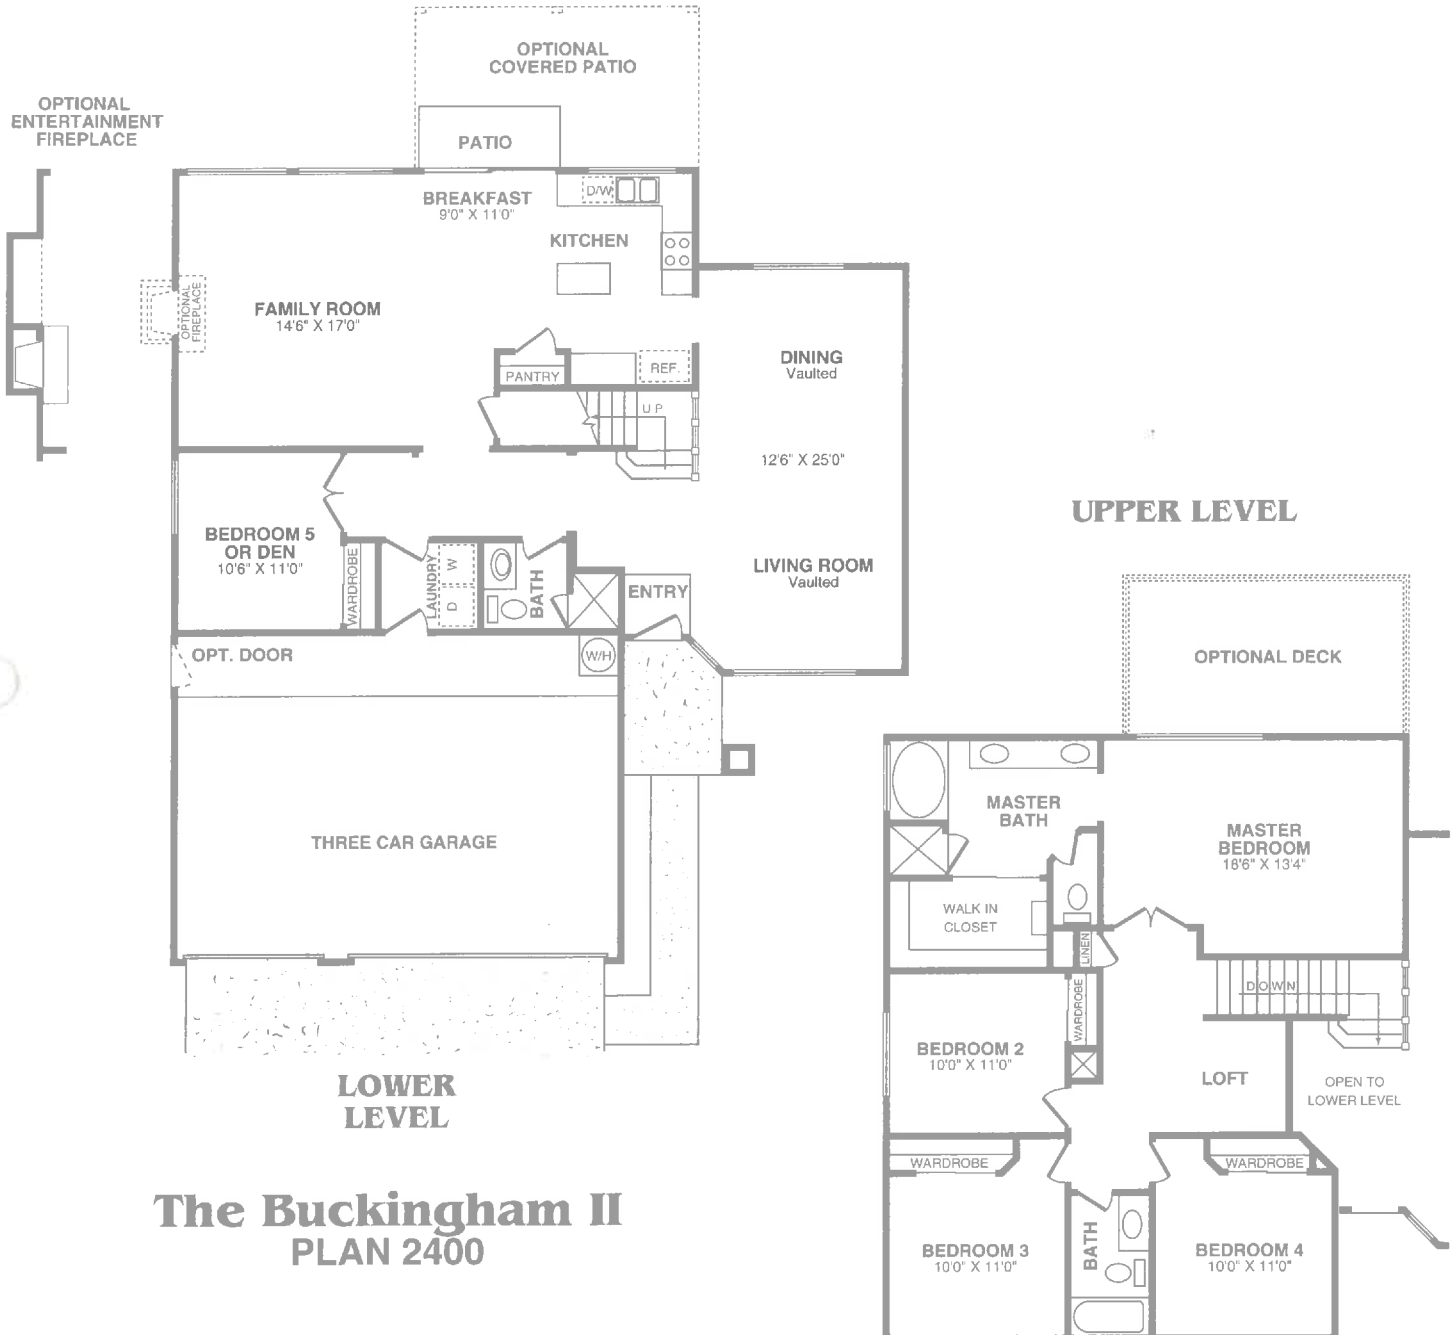 OPTIONAL
COVERED PATIO
OPTIONAL
ENTERTAINMENT
FIREPLACE
PATIO
BREAKFAST
9'0" X 11'0"
D/W
KITCHEN
OPTIONAL
FIREPLACE
FAMILY ROOM
14'6" X 17'0"
DINING
Vaulted
PANTRY
REF.
UP
12'6" X 25'0"
BEDROOM 5
OR DEN
10'6" X 11'0"
WARDROBE
LAUNDRY
W
D
BATH
ENTRY
LIVING ROOM
Vaulted
OPT. DOOR
W/H
THREE CAR GARAGE
LOWER
LEVEL
The Buckingham II
PLAN 2400
UPPER LEVEL
OPTIONAL DECK
MASTER
BATH
MASTER
BEDROOM
16'6" X 13'4"
WALK IN
CLOSET
LINEN
DOWN
WARDROBE
BEDROOM 2
10'0" X 11'0"
LOFT
OPEN TO
LOWER LEVEL
WARDROBE
WARDROBE
BEDROOM 3
10'0" X 11'0"
BATH
BEDROOM 4
10'0" X 11'0"